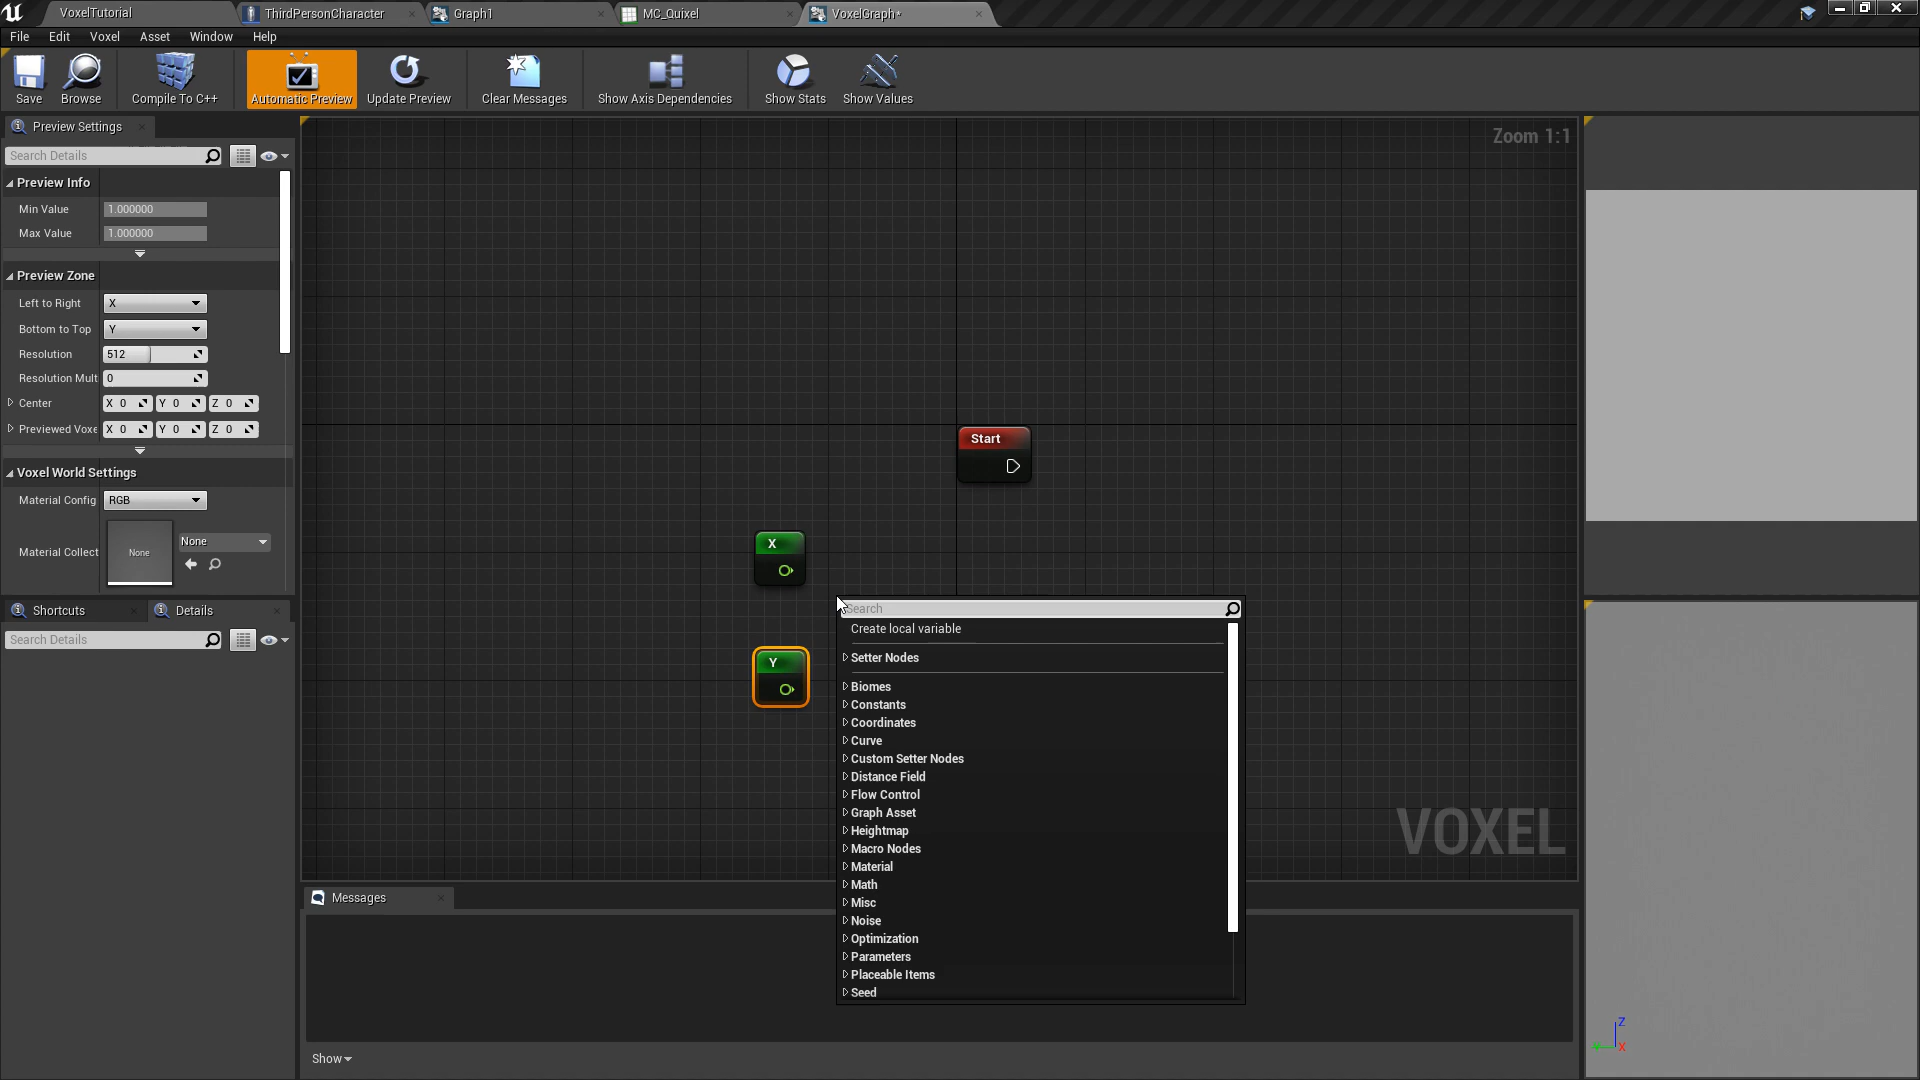 VoxelTutorial
ThirdPersonCharacter
Graph1
MC_Quixel
VoxelGraph*
File
Edit
Voxel
Asset
Window
Help
Save
Browse
Compile To C++
Automatic Preview
Update Preview
Clear Messages
Show Axis Dependencies
Show Stats
Show Values
Preview Settings
Search Details
Preview Info
Min Value
1.000000
Max Value
1.000000
Preview Zone
Left to Right
X
Bottom to Top
Y
Resolution
512
Resolution Mult
0
Center
X 0
Y 0
Z 0
Previewed Voxe
X 0
Y 0
Z 0
Voxel World Settings
Material Config
RGB
Material Collect
None
None
Shortcuts
Details
Search Details
Zoom 1:1
Start
X
Y
Search
Create local variable
Setter Nodes
Biomes
Constants
Coordinates
Curve
Custom Setter Nodes
Distance Field
Flow Control
Graph Asset
Heightmap
Macro Nodes
Material
Math
Misc
Noise
Optimization
Parameters
Placeable Items
Seed
VOXEL
Messages
Show
Z
X